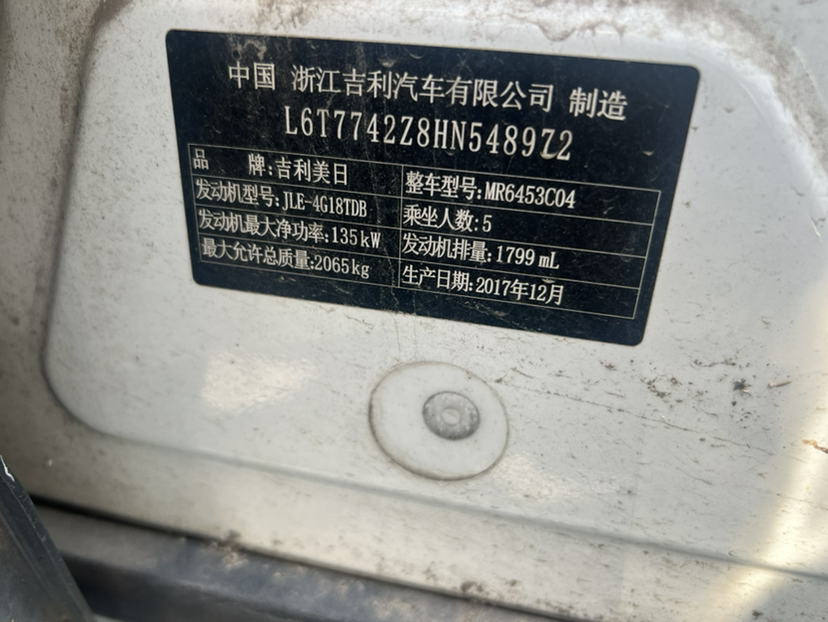 中国 浙江吉利汽车有限公司 制造
L6T7742Z8HN548972
品 牌:吉利美日 整车型号:MR6453C04
发动机型号:JLE-4G18TDB 乘坐人数:5
发动机最大净功率:135kW 发动机排量:1799mL
最大允许总质量:2065kg 生产日期:2017年12月